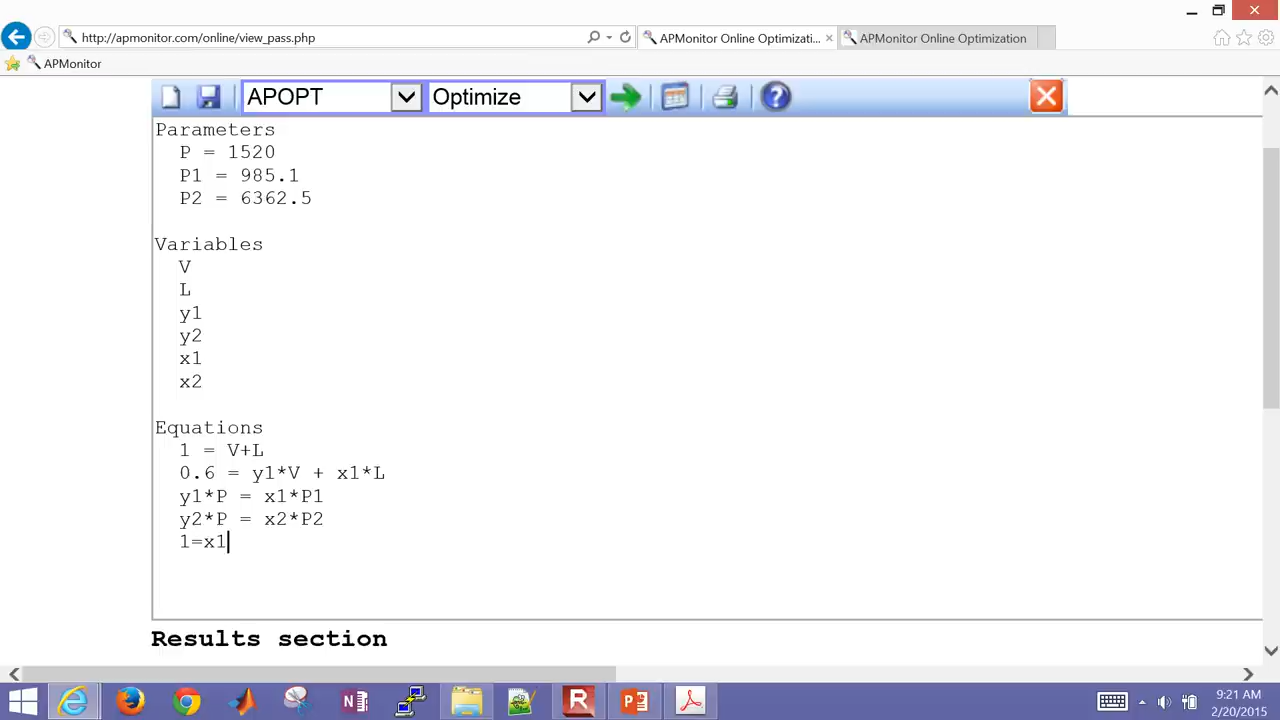 http://apmonitor.com/online/view_pass.php
APMonitor Online Optimizati...
APMonitor Online Optimization
APMonitor
APOPT
Optimize
Parameters
P = 1520
P1 = 985.1
P2 = 6362.5
Variables
V
L
y1
y2
x1
x2
Equations
1 = V+L
0.6 = y1*V + x1*L
y1*P = x1*P1
y2*P = x2*P2
1=x1
Results section
9:21 AM
2/20/2015